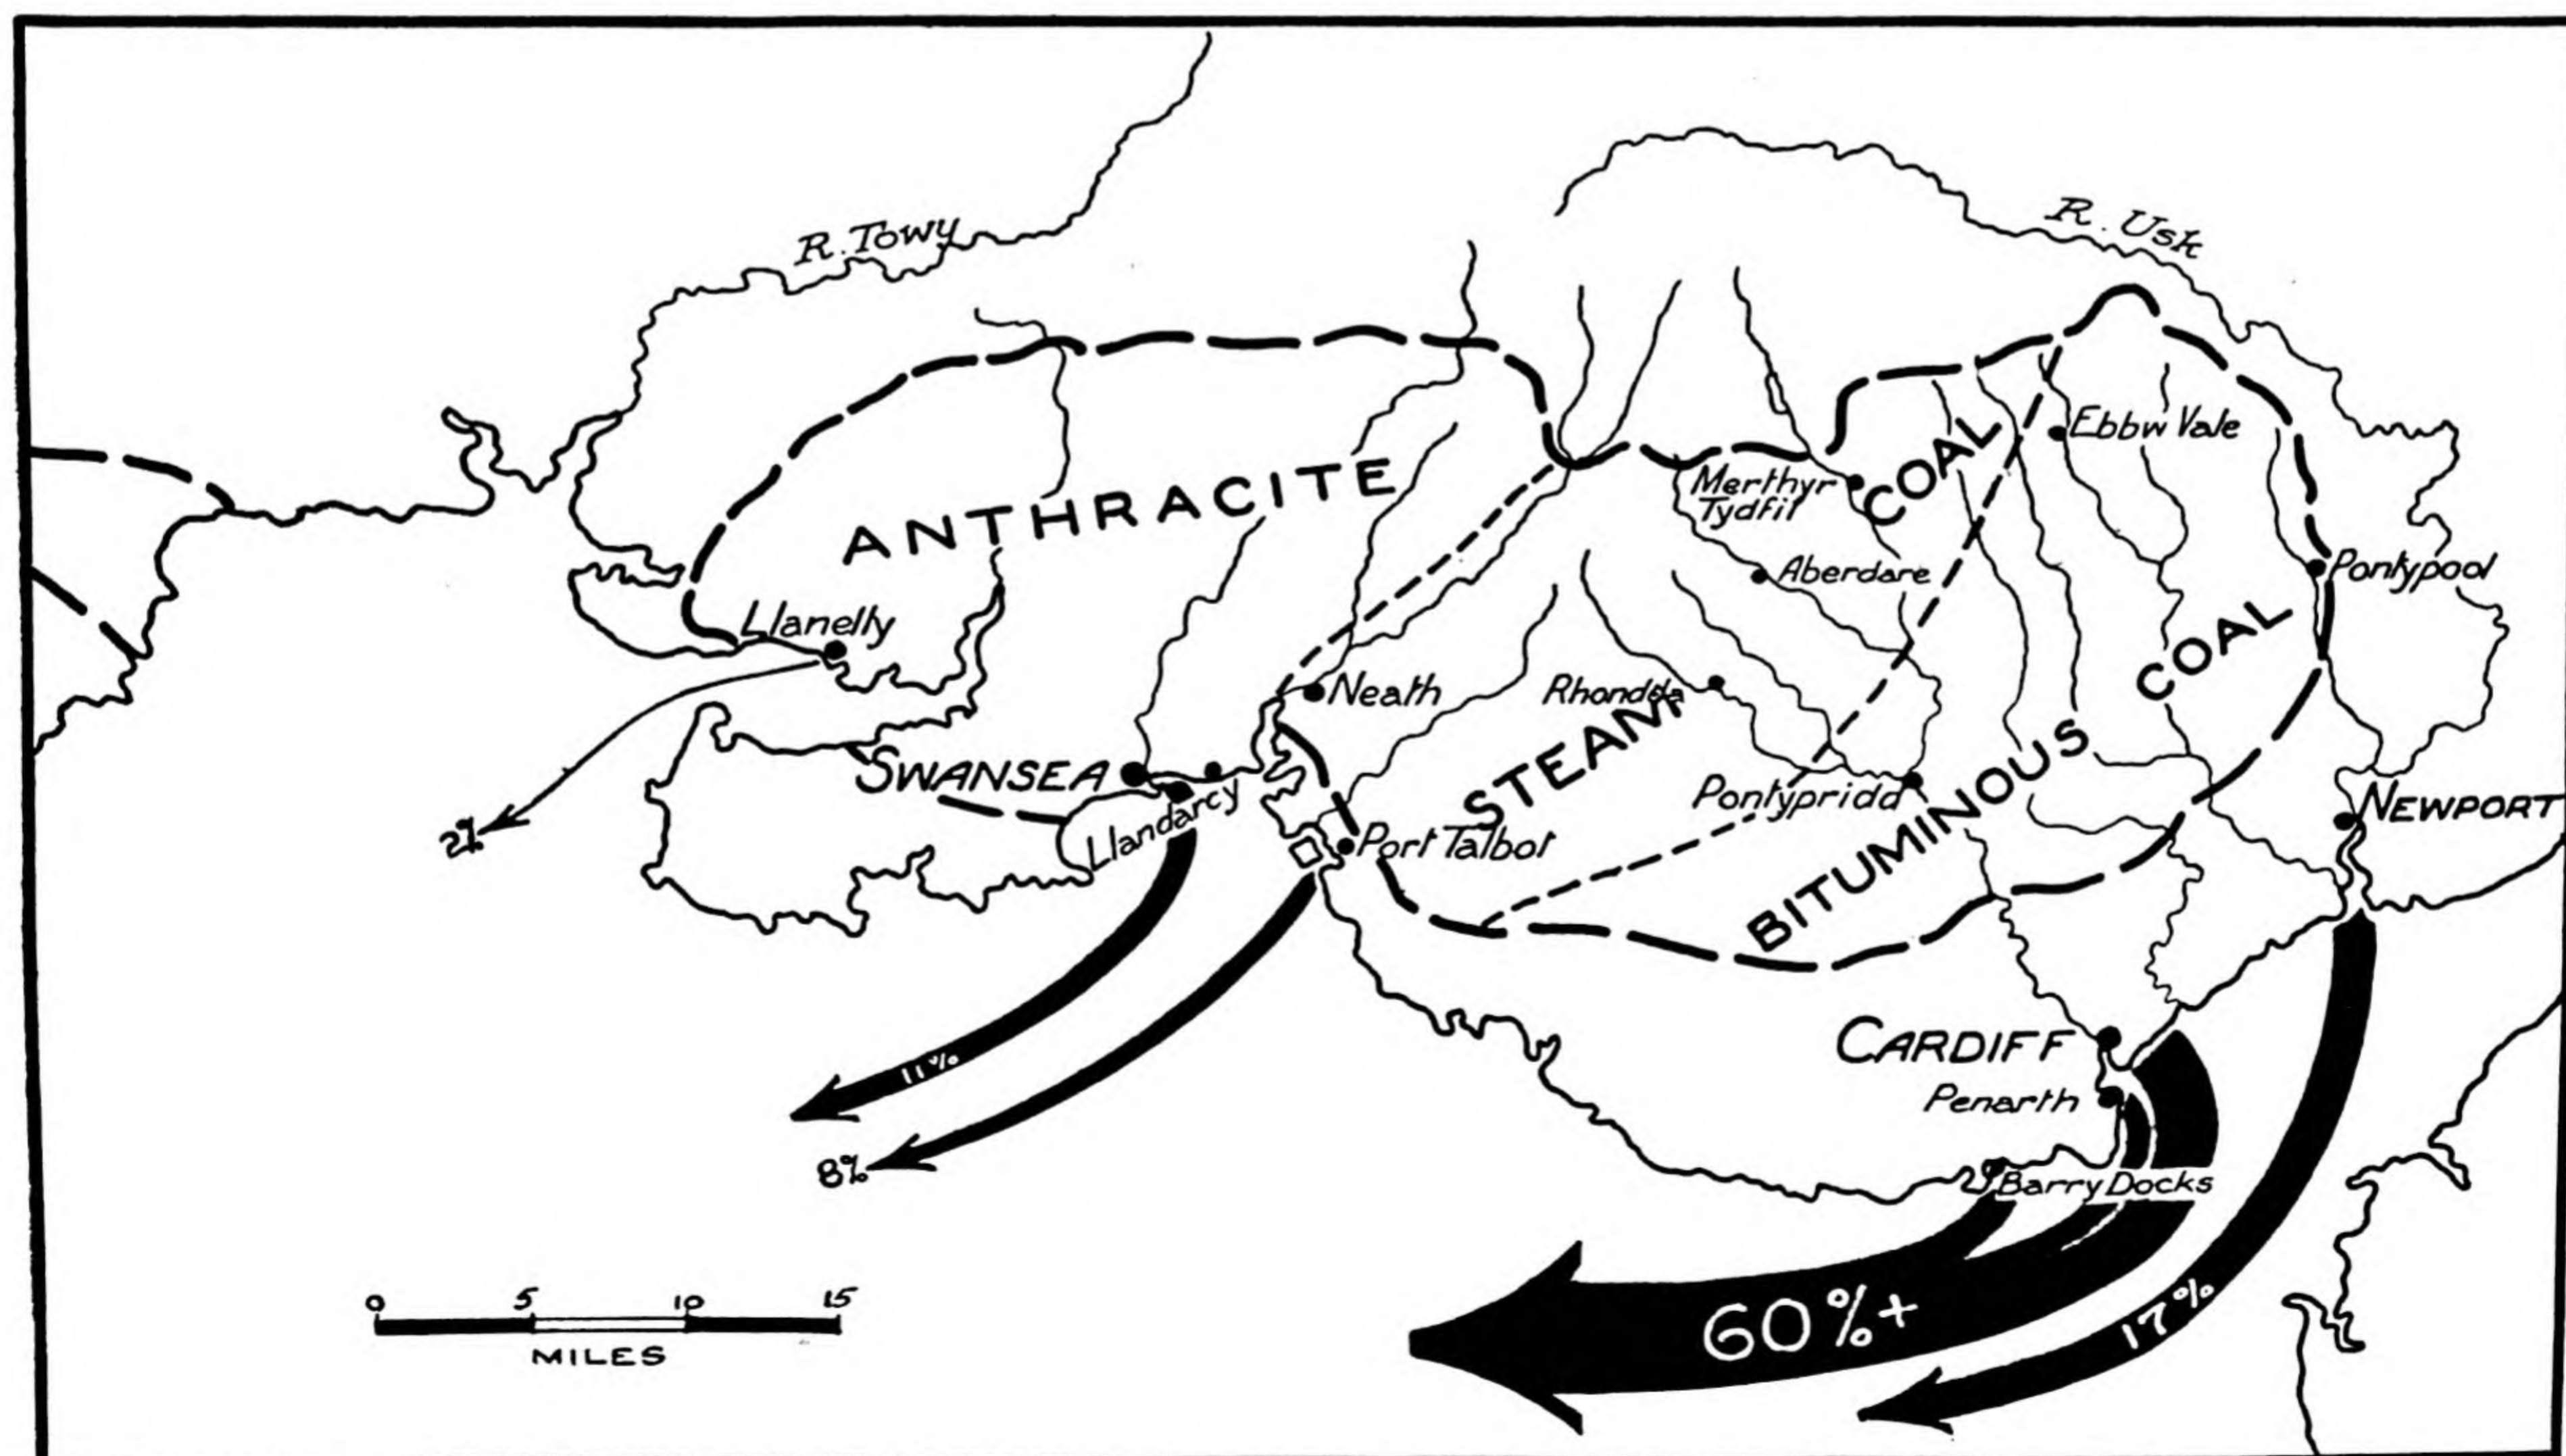 R. Towy
R. Usk
Ebbw Vale
COAL
Merthyr
Tydfil
ANTHRACITE
Aberdare
Pontypool
Llanelly
COAL
Neath
Rhondda
STEAM
SWANSEA
Llandarcy
Pontypridd
BITUMINOUS
NEWPORT
2%
Port Talbot
CARDIFF
Penarth
11%
8%
Barry Docks
60%+
17%
0 5 10 15
MILES